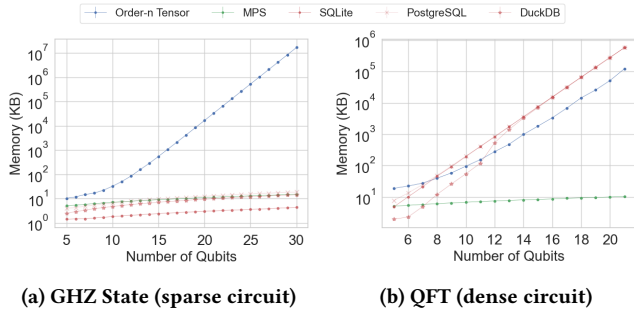 Order-n Tensor MPS SQLite PostgreSQL DuckDB
Memory (KB)
10^7
10^6
10^5
10^4
10^3
10^2
10^1
10^0
5 10 15 20 25 30
Number of Qubits
(a) GHZ State (sparse circuit)
Memory (KB)
10^6
10^5
10^4
10^3
10^2
10^1
6 8 10 12 14 16 18 20
Number of Qubits
(b) QFT (dense circuit)